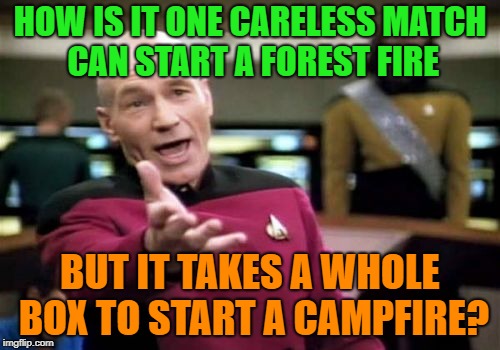 HOW IS IT ONE CARELESS MATCH
CAN START A FOREST FIRE
BUT IT TAKES A WHOLE
BOX TO START A CAMPFIRE?
imgflip.com